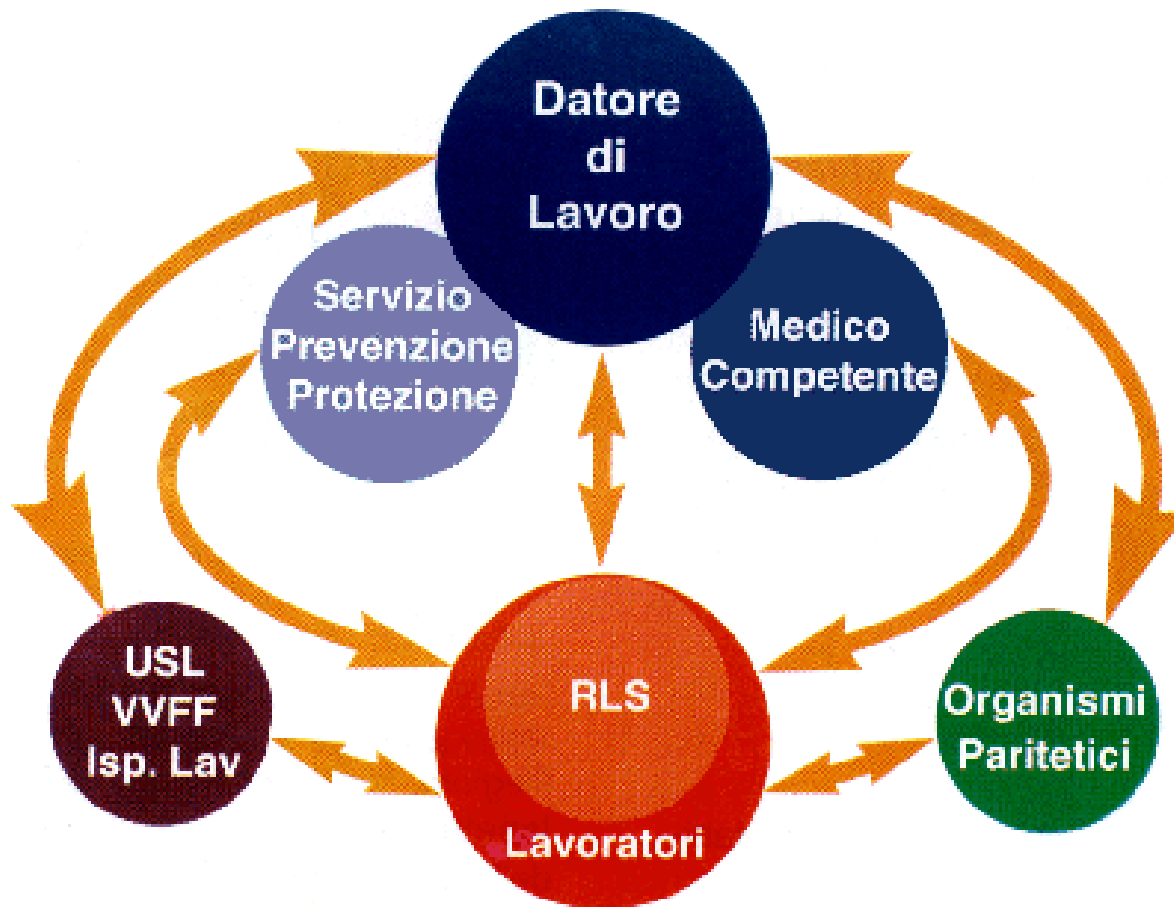 Datore
di
Lavoro
Servizio
Prevenzione
Protezione
Medico
Competente
USL
VVFF
Isp. Lav
RLS
Lavoratori
Organismi
Paritetici